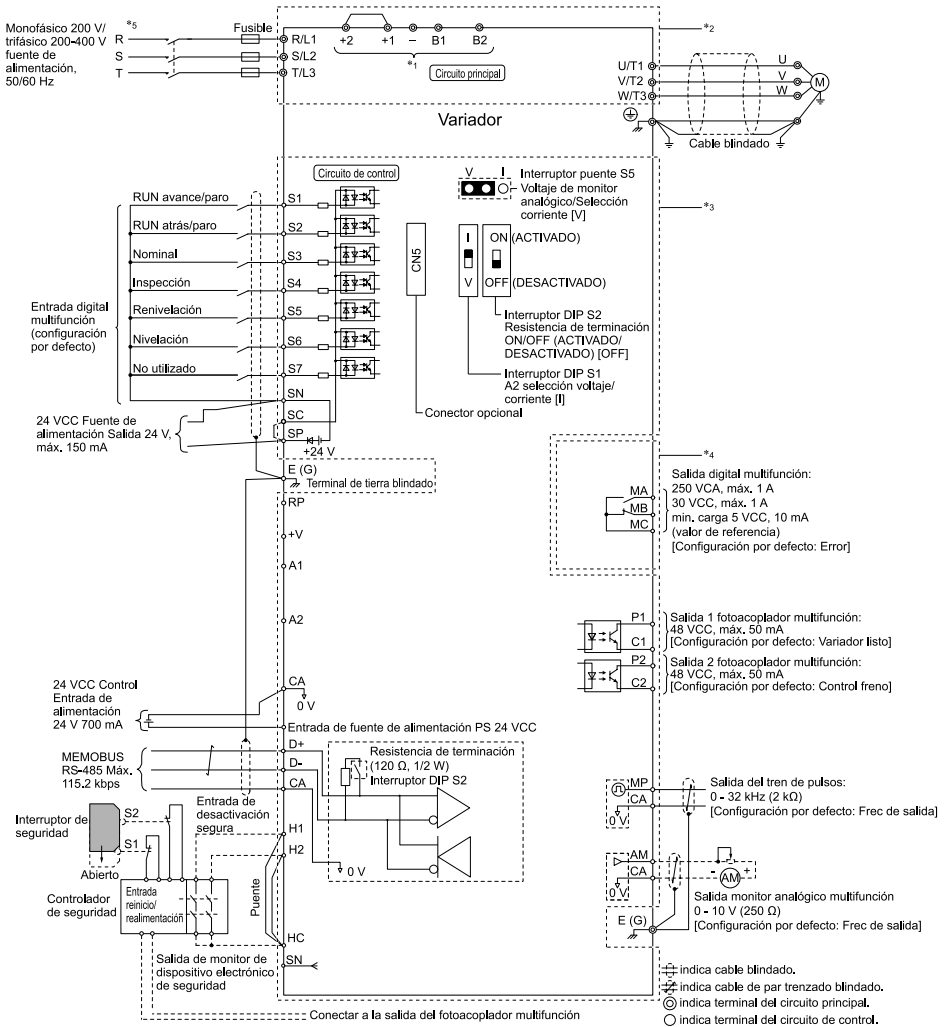 Monofásico 200 V/
trifásico 200-400 V
fuente de
alimentación,
50/60 Hz
*5
R
S
T
Fusible
R/L1
S/L2
T/L3
+2
+1
–
B1
B2
*1
Circuito principal
*2
U/T1
V/T2
W/T3
U
V
W
M
Cable blindado
Variador
Circuito de control
Entrada digital
multifunción
(configuración
por defecto)
RUN avance/paro
S1
RUN atrás/paro
S2
Nominal
S3
Inspección
S4
Renivelación
S5
Nivelación
S6
No utilizado
S7
SN
SC
SP
+24 V
24 VCC Fuente de
alimentación Salida 24 V,
máx. 150 mA
CN5
Conector opcional
V
I
Interruptor puente S5
Voltaje de monitor
analógico/Selección
corriente [V]
*3
I
V
ON (ACTIVADO)
OFF (DESACTIVADO)
Interruptor DIP S2
Resistencia de terminación
ON/OFF (ACTIVADO/
DESACTIVADO) [OFF]
Interruptor DIP S1
A2 selección voltaje/
corriente [I]
E (G)
Terminal de tierra blindado
RP
+V
A1
A2
*4
MA
MB
MC
Salida digital multifunción:
250 VCA, máx. 1 A
30 VCC, máx. 1 A
min. carga 5 VCC, 10 mA
(valor de referencia)
[Configuración por defecto: Error]
P1
C1
Salida 1 fotoacoplador multifunción:
48 VCC, máx. 50 mA
[Configuración por defecto: Variador listo]
P2
C2
Salida 2 fotoacoplador multifunción:
48 VCC, máx. 50 mA
[Configuración por defecto: Control freno]
24 VCC Control
Entrada de
alimentación
24 V 700 mA
CA
0 V
Entrada de fuente de alimentación PS 24 VCC
MEMOBUS
RS-485 Máx.
115.2 kbps
D+
D-
CA
0 V
Resistencia de terminación
(120 Ω, 1/2 W)
Interruptor DIP S2
MP
CA
0 V
Salida del tren de pulsos:
0 - 32 kHz (2 kΩ)
[Configuración por defecto: Frec de salida]
AM
CA
0 V
-
AM
+
Salida monitor analógico multifunción
0 - 10 V (250 Ω)
[Configuración por defecto: Frec de salida]
E (G)
Interruptor de
seguridad
S2
S1
Abierto
Controlador
de seguridad
Entrada
reinicio/
realimentación
Entrada de
desactivación
segura
H1
H2
Puente
HC
SN
Salida de monitor de
dispositivo electrónico
de seguridad
Conectar a la salida del fotoacoplador multifunción
indica cable blindado.
indica cable de par trenzado blindado.
indica terminal del circuito principal.
indica terminal del circuito de control.